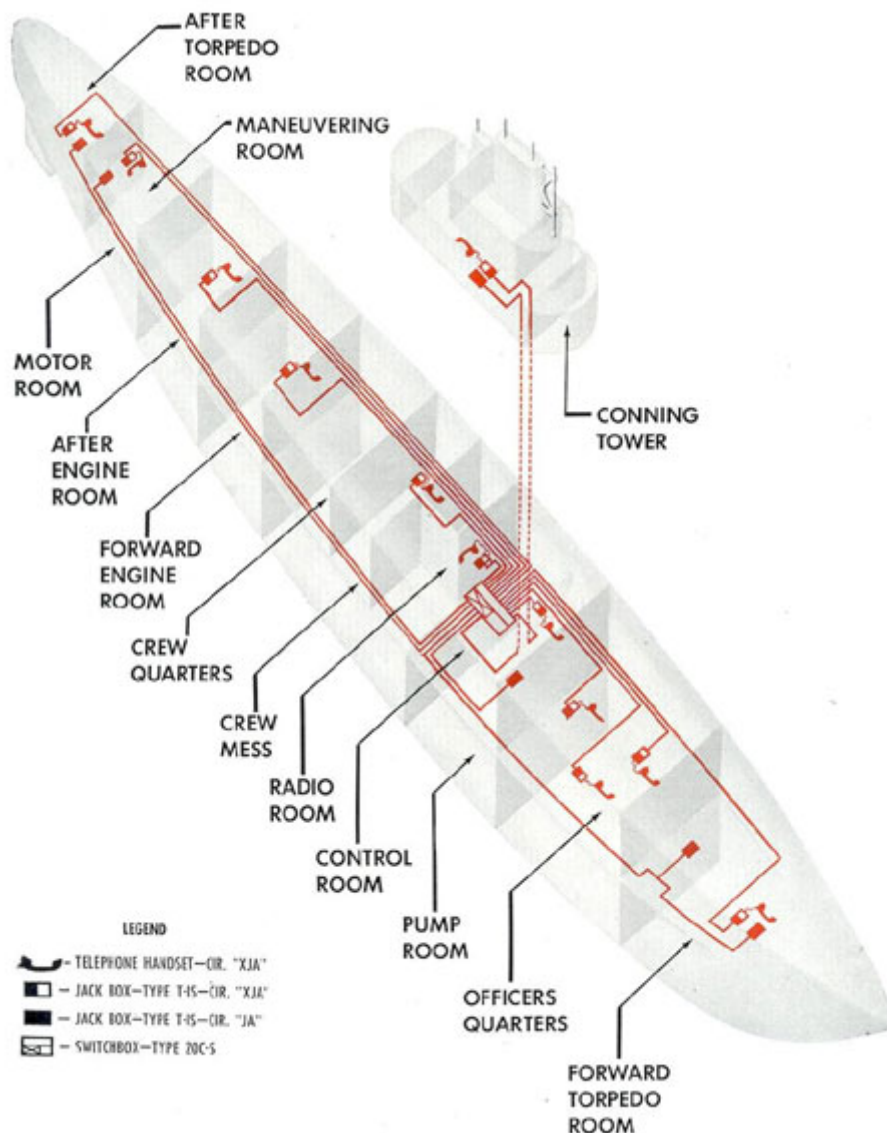 AFTER
TORPEDO
ROOM
MANEUVERING
ROOM
MOTOR
ROOM
CONNING
TOWER
AFTER
ENGINE
ROOM
FORWARD
ENGINE
ROOM
CREW
QUARTERS
CREW
MESS
RADIO
ROOM
CONTROL
ROOM
PUMP
ROOM
OFFICERS
QUARTERS
FORWARD
TORPEDO
ROOM
LEGEND
- TELEPHONE HANDSET-CIR. "XJA"
- JACK BOX-TYPE T-IS-CIR. "XJA"
- JACK BOX-TYPE T-IS-CIR. "JA"
- SWITCHBOX-TYPE 20C-S